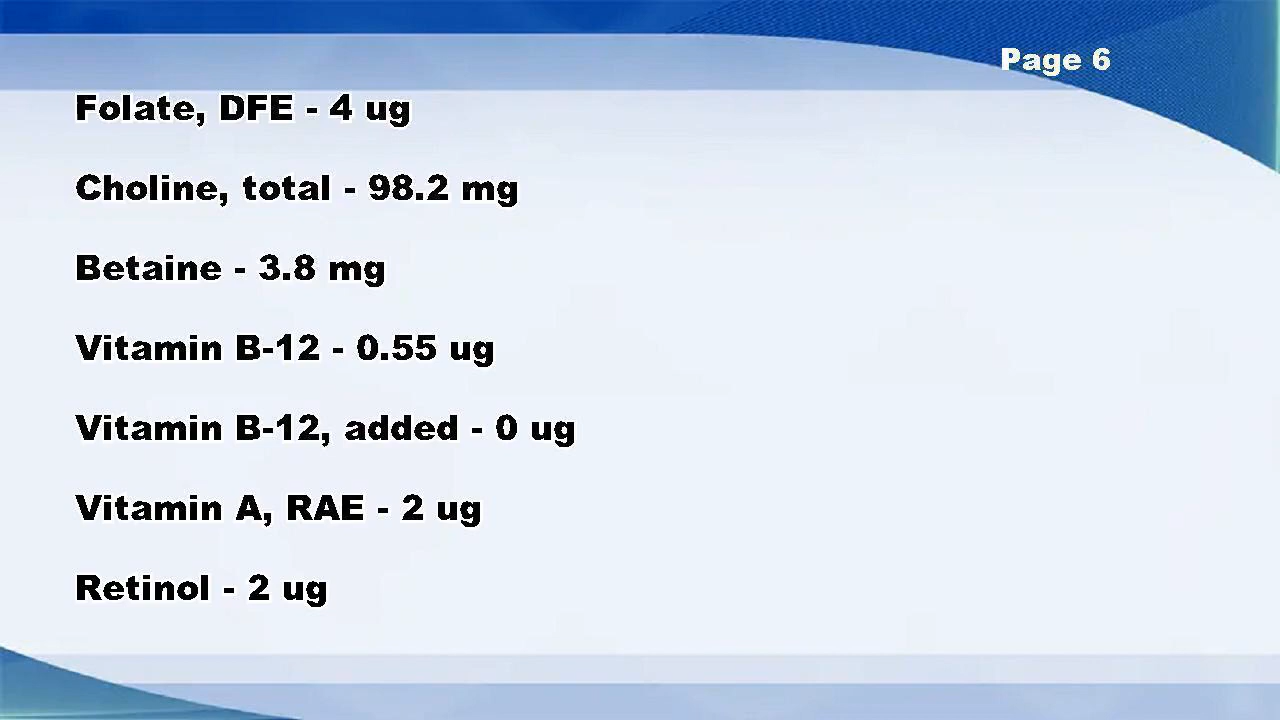 Page 6
Folate, DFE - 4 ug
Choline, total - 98.2 mg
Betaine - 3.8 mg
Vitamin B-12 - 0.55 ug
Vitamin B-12, added - 0 ug
Vitamin A, RAE - 2 ug
Retinol - 2 ug